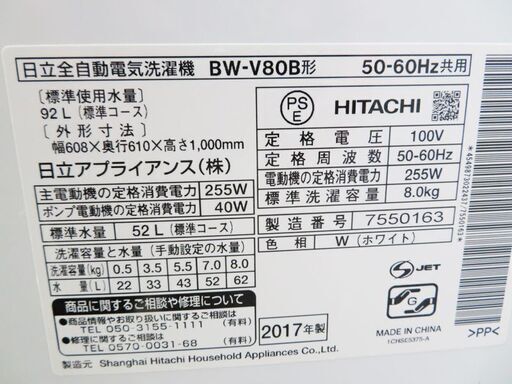 日立全自動電気洗濯機 BW-V80B形 50-60Hz共用
[標準使用水量]
92 L (標準コース)
[外形寸法]
幅608×奥行610×高さ1,000mm
日立アプライアンス(株)
主電動機の定格消費電力 255W
ポンプ電動機の定格消費電力 40W
標準水量 52 L (標準コース)
洗濯容量と水量 (手動設定の水量)
洗濯容量(kg) 0.5 3.5 5.5 7.0 8.0
水量(L) 22 33 43 52 62
商品に関するご相談や修理について
●商品情報やお取り扱いに関するご相談
TEL 050-3155-1111 (有料)
●修理に関するご相談
TEL 0570-0031-68 (有料)
製造元 Shanghai Hitachi Household Appliances Co.,Ltd.
PS
E
HITACHI
定格電圧 100V
定格周波数 50-60Hz
電動機の定格消費電力 255W
標準洗濯容量 8.0kg
製造番号 7550163
色相 W (ホワイト)
2017年製
S JET
G
MADE IN CHINA
1CHSE5375-A
>PP<